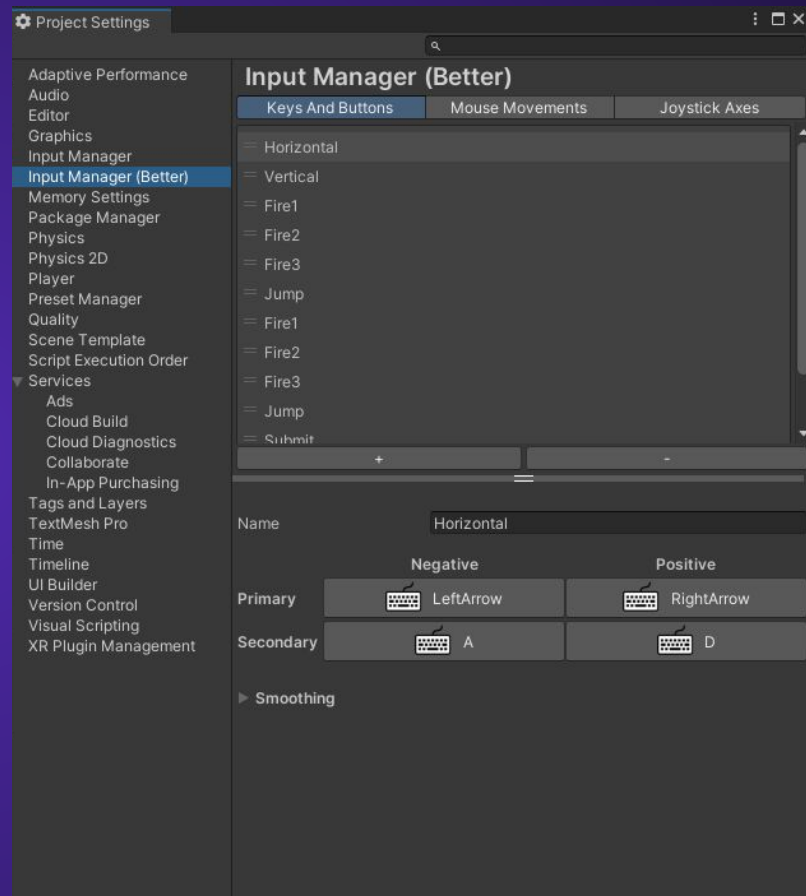 Project Settings
Adaptive Performance
Audio
Editor
Graphics
Input Manager
Input Manager (Better)
Memory Settings
Package Manager
Physics
Physics 2D
Player
Preset Manager
Quality
Scene Template
Script Execution Order
Services
Ads
Cloud Build
Cloud Diagnostics
Collaborate
In-App Purchasing
Tags and Layers
TextMesh Pro
Time
Timeline
UI Builder
Version Control
Visual Scripting
XR Plugin Management
Input Manager (Better)
Keys And Buttons Mouse Movements Joystick Axes
Horizontal
Vertical
Fire1
Fire2
Fire3
Jump
Fire1
Fire2
Fire3
Jump
Submit
+ -
Name Horizontal
Negative Positive
Primary LeftArrow RightArrow
Secondary A D
Smoothing